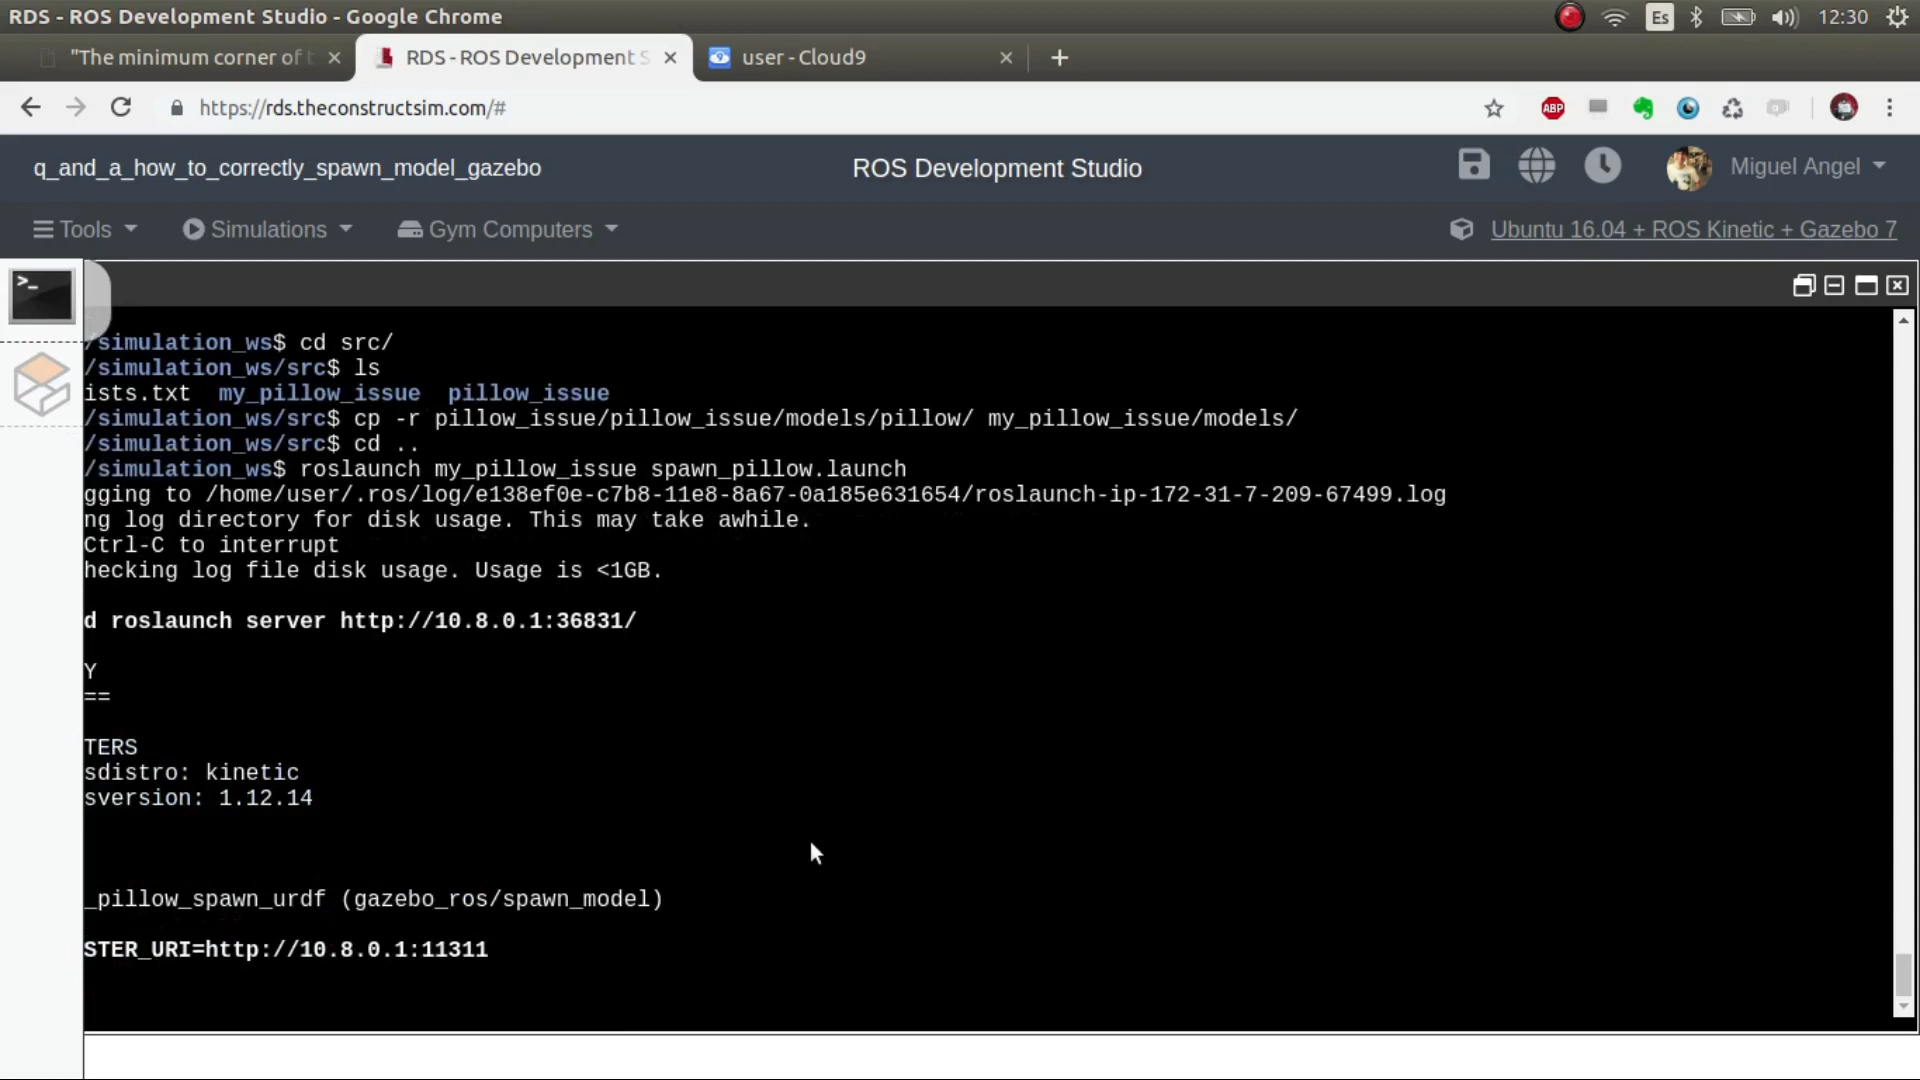 RDS - ROS Development Studio - Google Chrome
Es
12:30
"The minimum corner of t
RDS - ROS Development S
user - Cloud9
https://rds.theconstructsim.com/#
ABP
q_and_a_how_to_correctly_spawn_model_gazebo
ROS Development Studio
Miguel Angel
Tools
Simulations
Gym Computers
Ubuntu 16.04 + ROS Kinetic + Gazebo 7
>_
/simulation_ws$ cd src/
/simulation_ws/src$ ls
ists.txt  my_pillow_issue  pillow_issue
/simulation_ws/src$ cp -r pillow_issue/pillow_issue/models/pillow/ my_pillow_issue/models/
/simulation_ws/src$ cd ..
/simulation_ws$ roslaunch my_pillow_issue spawn_pillow.launch
gging to /home/user/.ros/log/e138ef0e-c7b8-11e8-8a67-0a185e631654/roslaunch-ip-172-31-7-209-67499.log
ng log directory for disk usage. This may take awhile.
Ctrl-C to interrupt
hecking log file disk usage. Usage is <1GB.
d roslaunch server http://10.8.0.1:36831/
Y
==
TERS
sdistro: kinetic
sversion: 1.12.14
_pillow_spawn_urdf (gazebo_ros/spawn_model)
STER_URI=http://10.8.0.1:11311